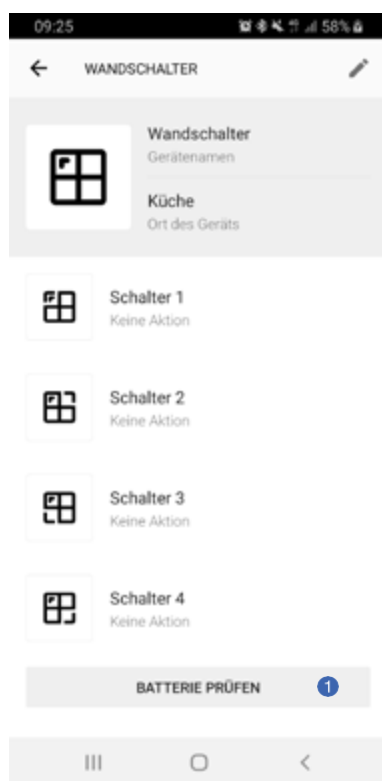 09:25
58%
WANDSCHALTER
Wandschalter
Gerätenamen
Küche
Ort des Geräts
Schalter 1
Keine Aktion
Schalter 2
Keine Aktion
Schalter 3
Keine Aktion
Schalter 4
Keine Aktion
BATTERIE PRÜFEN
1